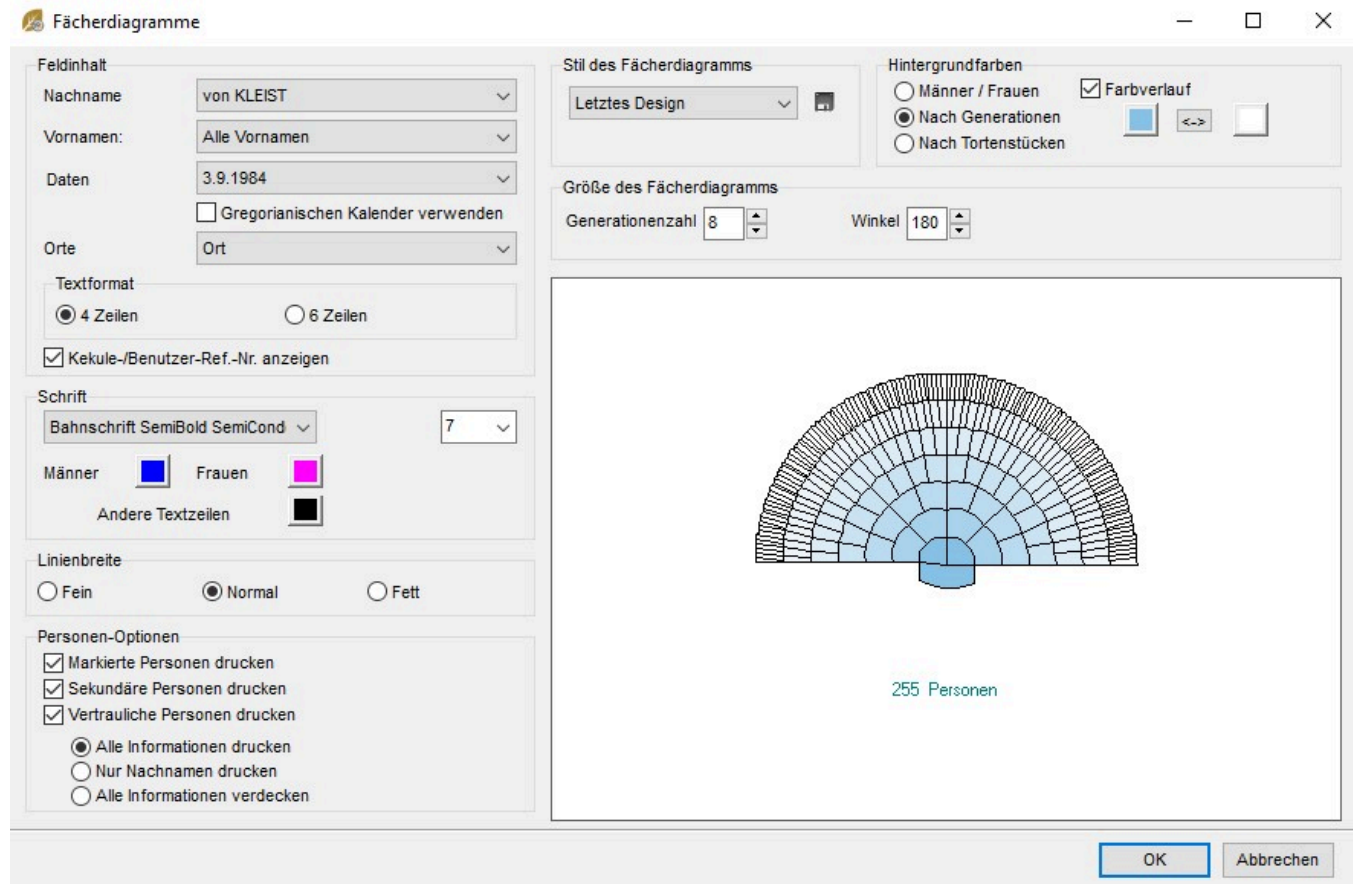 Fächerdiagramme
Feldinhalt
Nachname
von KLEIST
Vornamen:
Alle Vornamen
Daten
3.9.1984
Gregorianischen Kalender verwenden
Orte
Ort
Textformat
4 Zeilen
6 Zeilen
Kekule-/Benutzer-Ref.-Nr. anzeigen
Schrift
Bahnschrift SemiBold SemiCond
7
Männer
Frauen
Andere Textzeilen
Linienbreite
Fein
Normal
Fett
Personen-Optionen
Markierte Personen drucken
Sekundäre Personen drucken
Vertrauliche Personen drucken
Alle Informationen drucken
Nur Nachnamen drucken
Alle Informationen verdecken
Stil des Fächerdiagramms
Letztes Design
Hintergrundfarben
Männer / Frauen
Nach Generationen
Nach Tortenstücken
Farbverlauf
<->
Größe des Fächerdiagramms
Generationenzahl 8
Winkel 180
255 Personen
OK
Abbrechen